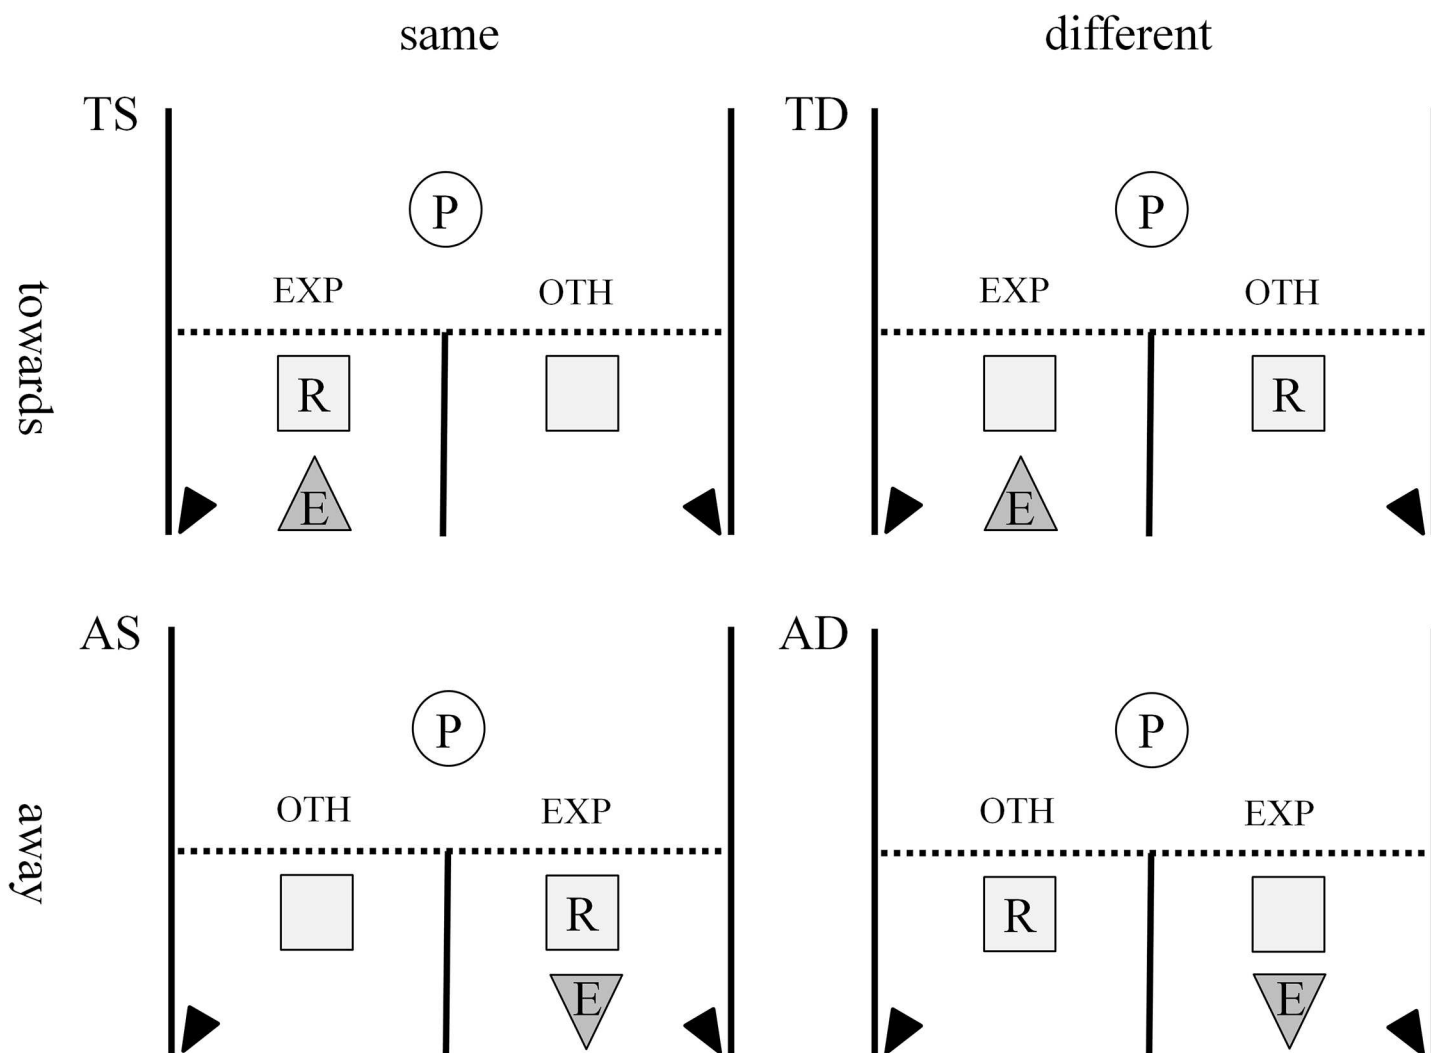 same different
TS TD
P P
EXP OTH EXP OTH
towards
R R
E E
AS AD
P P
OTH EXP OTH EXP
away
R R
E E